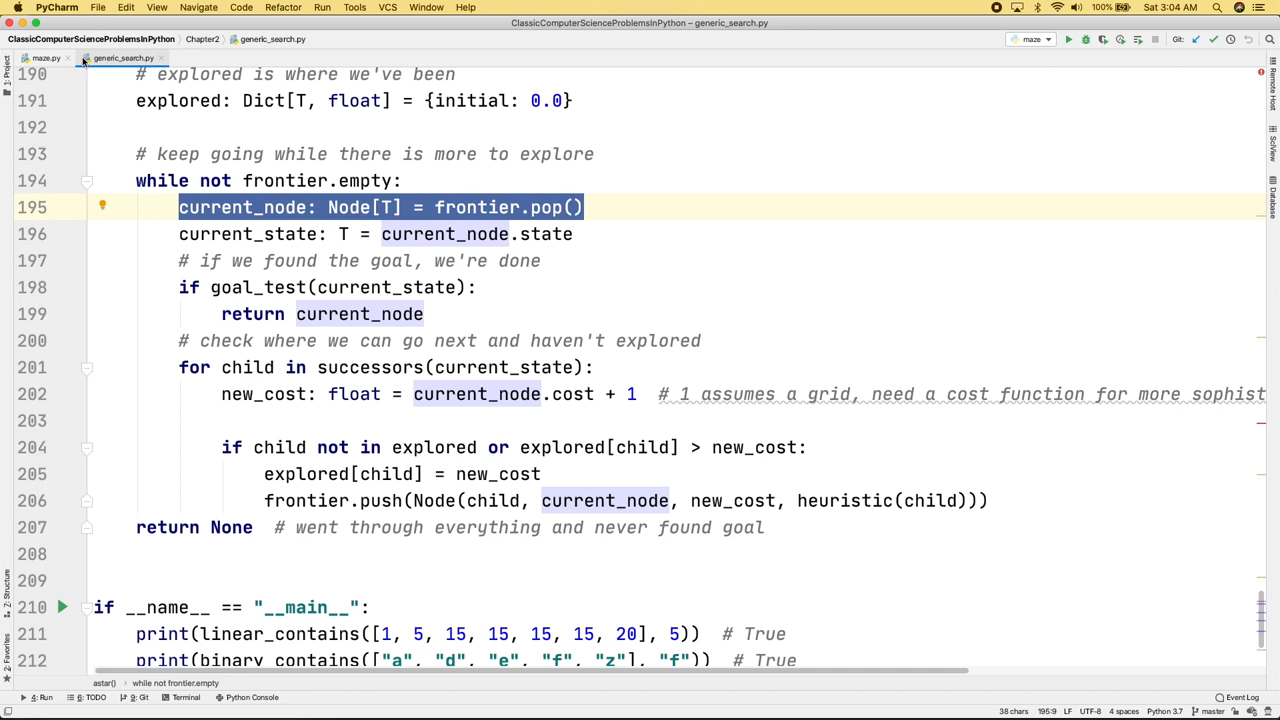 PyCharm File Edit View Navigate Code Refactor Run Tools VCS Window Help 100% Sat 3:04 AM
ClassicComputerScienceProblemsInPython – generic_search.py
ClassicComputerScienceProblemsInPython Chapter2 generic_search.py maze Git:
maze.py generic_search.py
1: Project
Remote Host
SciView
Database
190 # explored is where we've been
191 explored: Dict[T, float] = {initial: 0.0}
192
193 # keep going while there is more to explore
194 while not frontier.empty:
195 current_node: Node[T] = frontier.pop()
196 current_state: T = current_node.state
197 # if we found the goal, we're done
198 if goal_test(current_state):
199 return current_node
200 # check where we can go next and haven't explored
201 for child in successors(current_state):
202 new_cost: float = current_node.cost + 1 # 1 assumes a grid, need a cost function for more sophist
203
204 if child not in explored or explored[child] > new_cost:
205 explored[child] = new_cost
206 frontier.push(Node(child, current_node, new_cost, heuristic(child)))
207 return None # went through everything and never found goal
208
209
210 if __name__ == "__main__":
211 print(linear_contains([1, 5, 15, 15, 15, 15, 20], 5)) # True
212 print(binary_contains(["a", "d", "e", "f", "z"], "f")) # True
Z: Structure
2: Favorites
astar() while not frontier.empty
4: Run 6: TODO 9: Git Terminal Python Console Event Log
38 chars 195:9 LF UTF-8 4 spaces Python 3.7 master